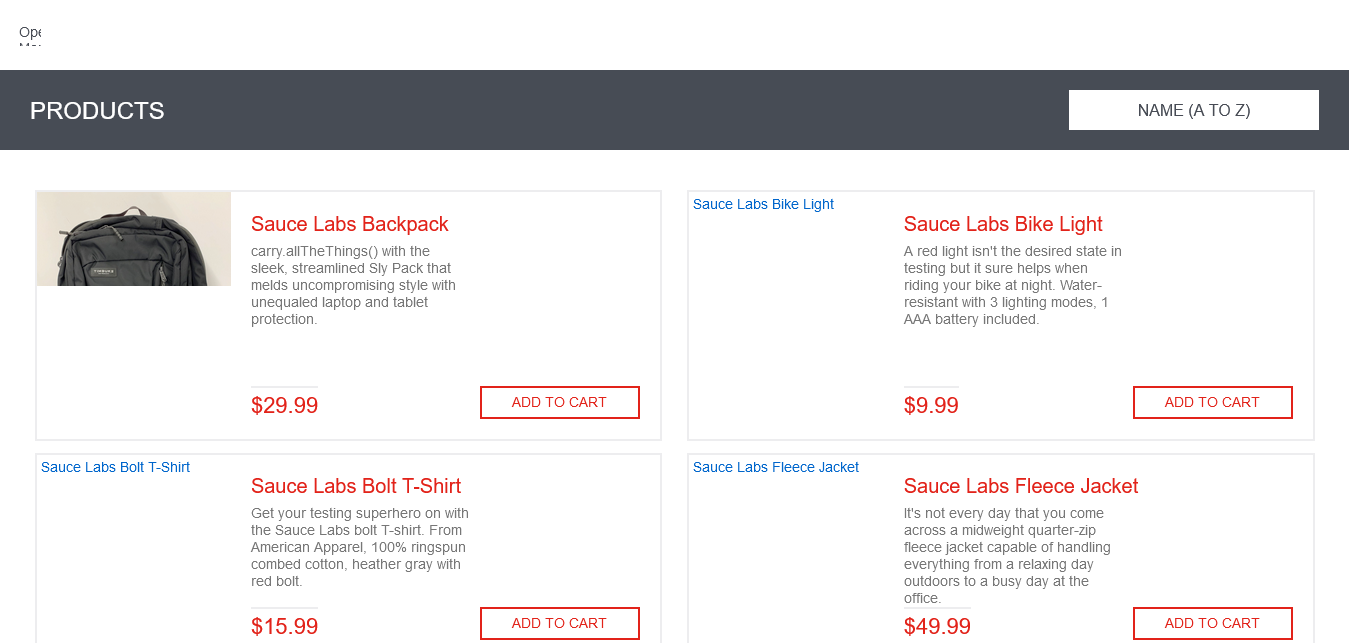 Ope
PRODUCTS
NAME (A TO Z)
Sauce Labs Backpack
carry.allTheThings() with the
sleek, streamlined Sly Pack that
melds uncompromising style with
unequaled laptop and tablet
protection.
$29.99
ADD TO CART
Sauce Labs Bike Light
Sauce Labs Bike Light
A red light isn't the desired state in
testing but it sure helps when
riding your bike at night. Water-
resistant with 3 lighting modes, 1
AAA battery included.
$9.99
ADD TO CART
Sauce Labs Bolt T-Shirt
Sauce Labs Bolt T-Shirt
Get your testing superhero on with
the Sauce Labs bolt T-shirt. From
American Apparel, 100% ringspun
combed cotton, heather gray with
red bolt.
$15.99
ADD TO CART
Sauce Labs Fleece Jacket
Sauce Labs Fleece Jacket
It's not every day that you come
across a midweight quarter-zip
fleece jacket capable of handling
everything from a relaxing day
outdoors to a busy day at the
office.
$49.99
ADD TO CART